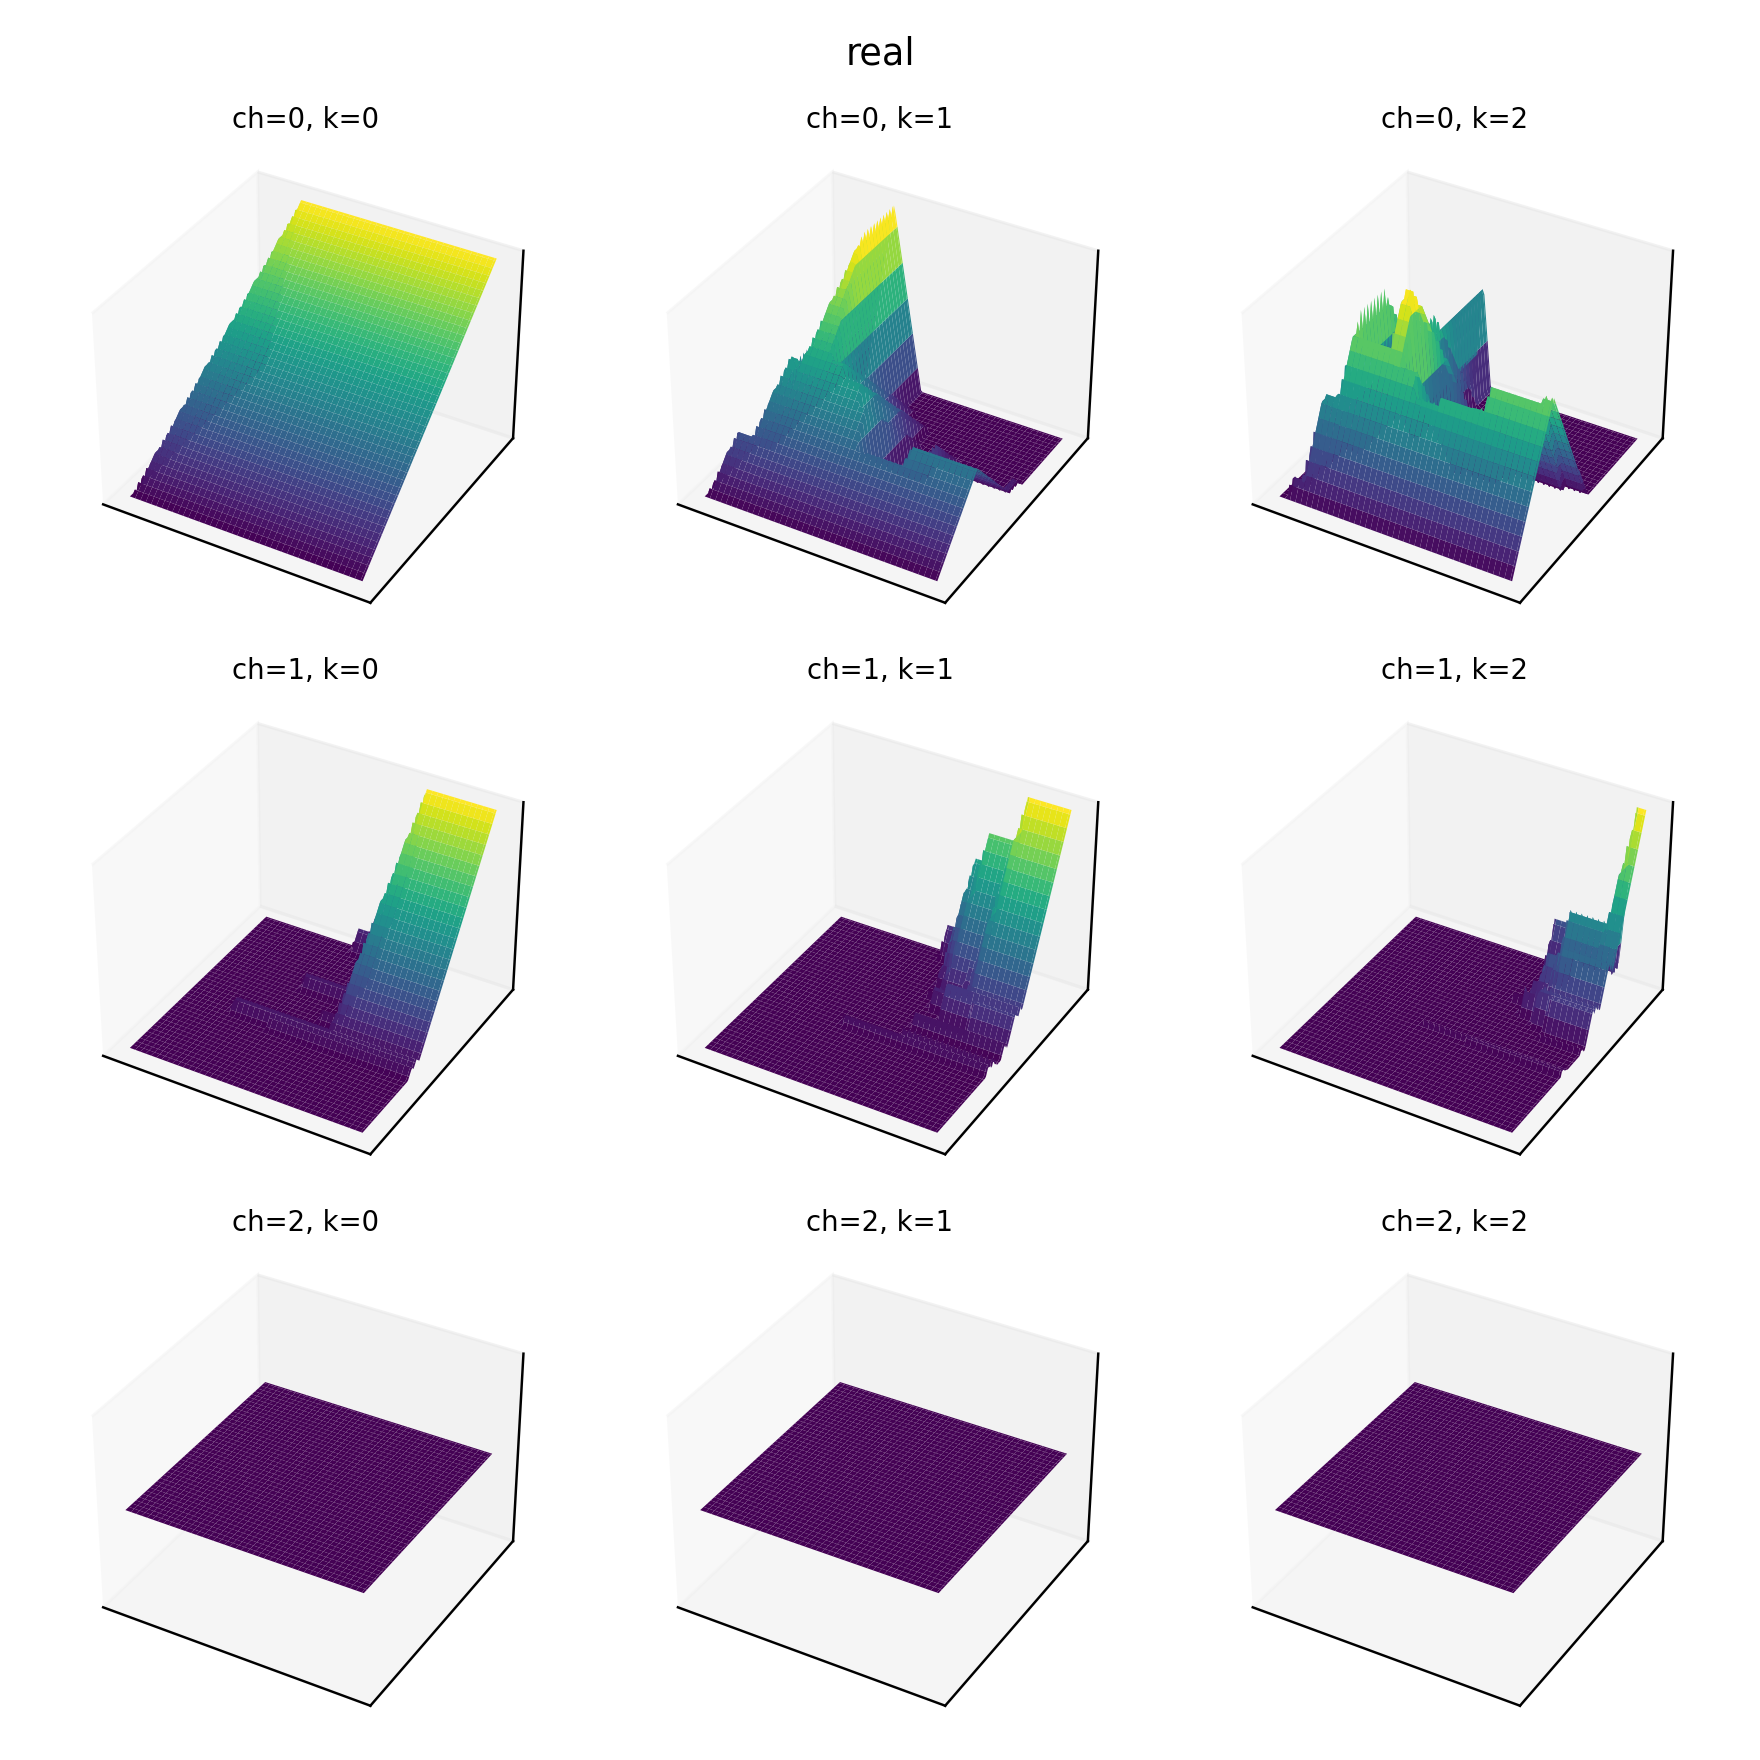 real
ch=0, k=0
ch=0, k=1
ch=0, k=2
ch=1, k=0
ch=1, k=1
ch=1, k=2
ch=2, k=0
ch=2, k=1
ch=2, k=2